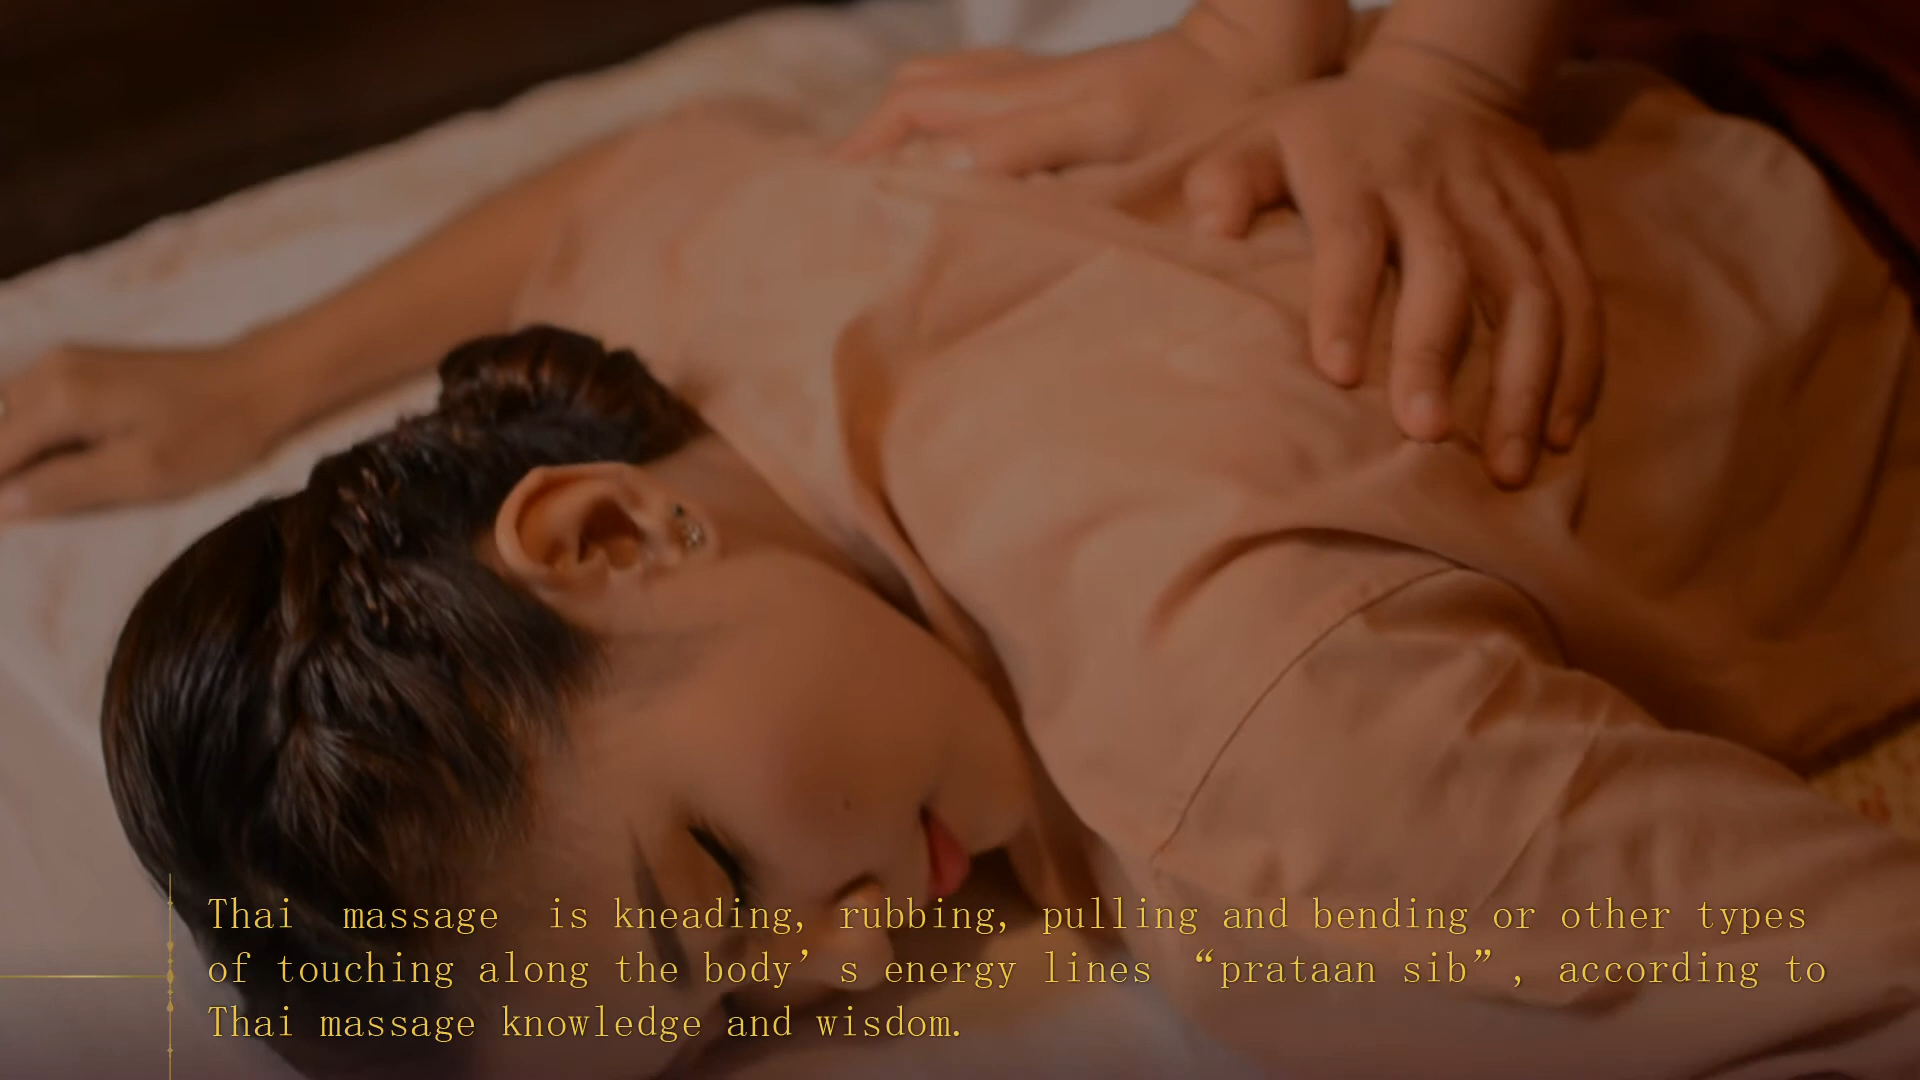 Thai massage is kneading, rubbing, pulling and bending or other types
of touching along the body’s energy lines “prataan sib”, according to
Thai massage knowledge and wisdom.